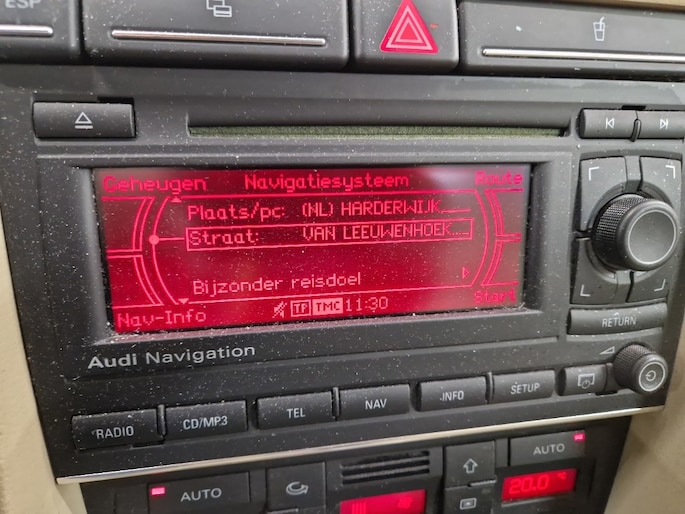 ESP
Geheugen Navigatiesysteem Route
Plaats/pc: (NL) HARDERWIJK
Straat: VAN LEEUWENHOEK...
Bijzonder reisdoel
Nav-Info TP TMC 11:30 Start
Audi Navigation
RETURN
RADIO CD/MP3 TEL NAV INFO SETUP
AUTO AUTO
20.0